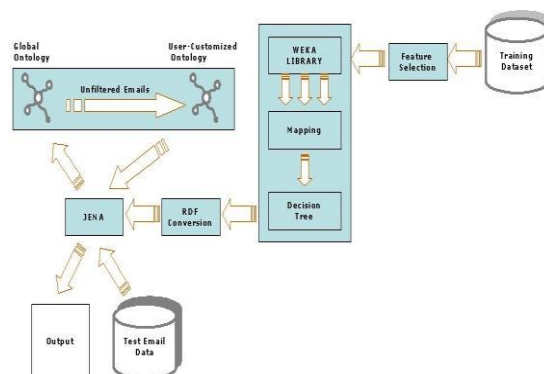 Global
Ontology
User-Customized
Ontology
Unfiltered Emails
WEKA
LIBRARY
Mapping
Decision
Tree
Feature
Selection
Training
Dataset
JENA
RDF
Conversion
Output
Test Email
Data